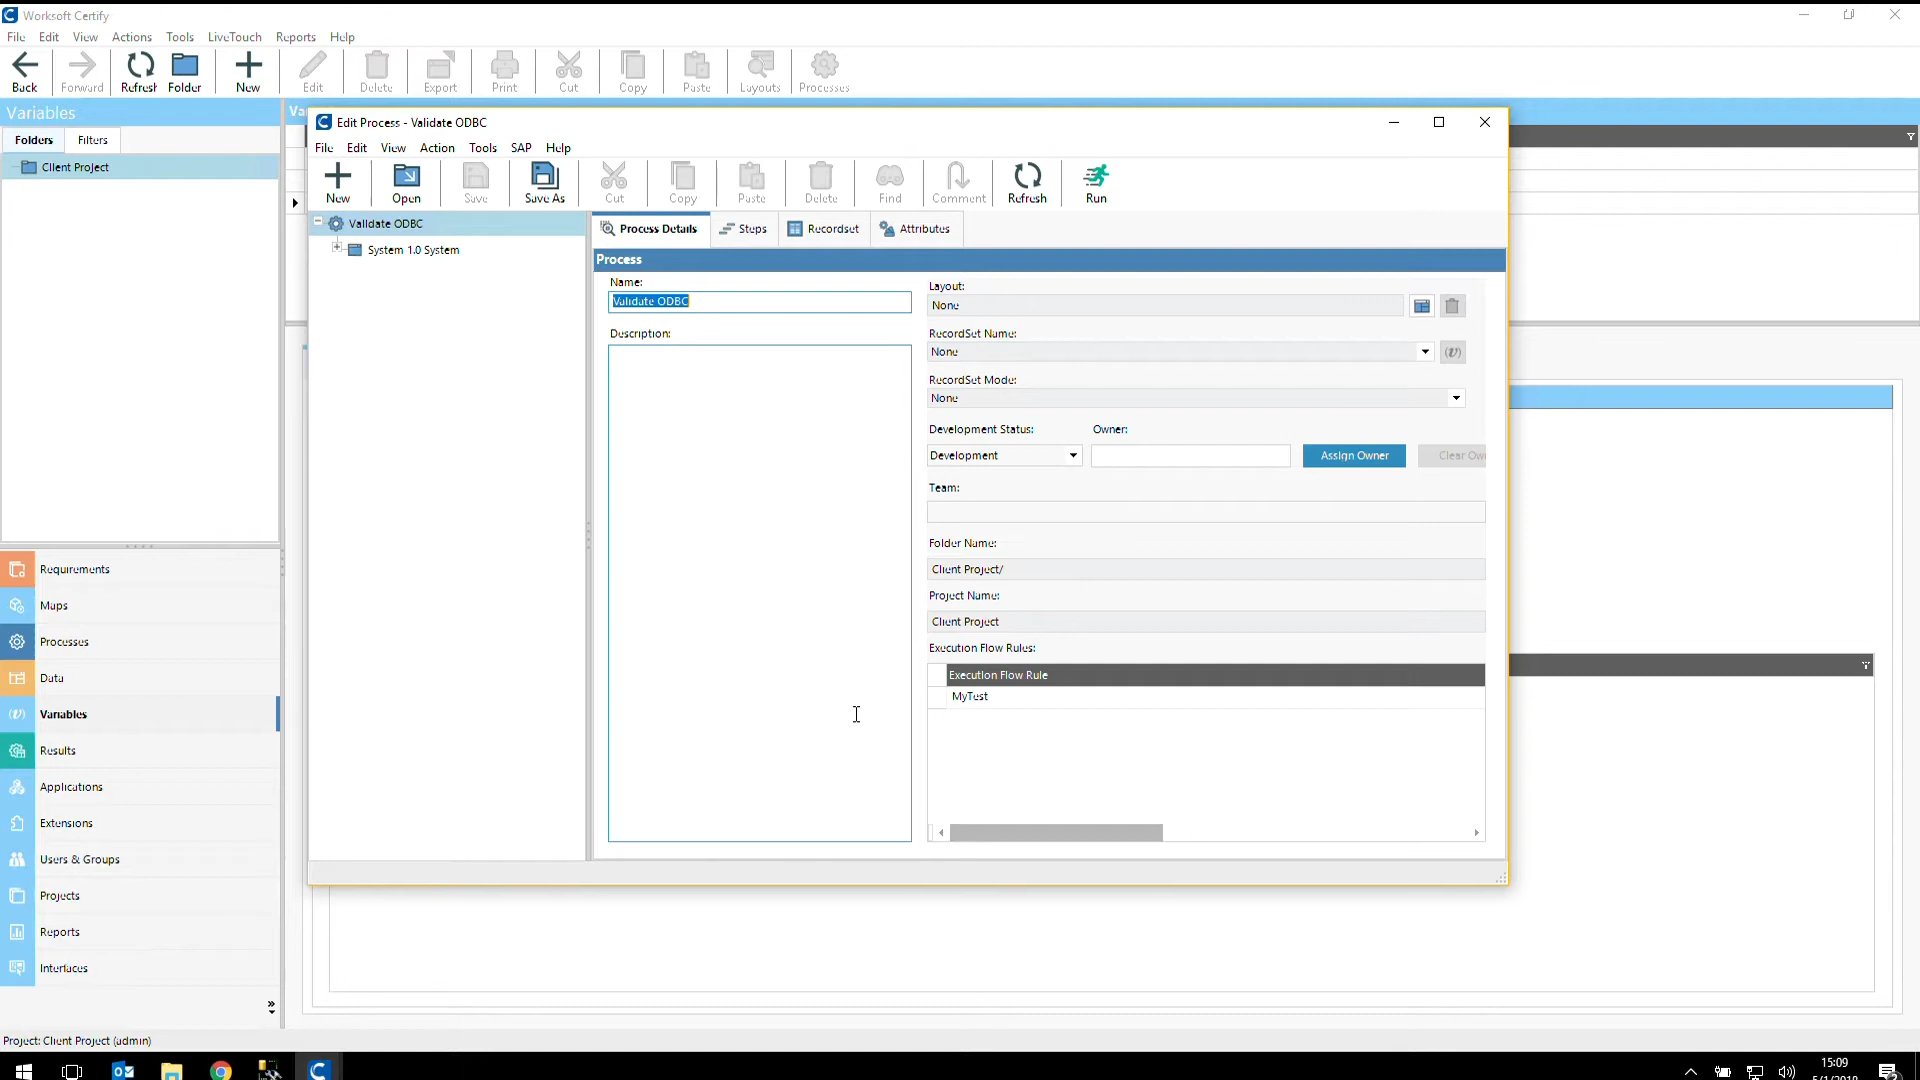 Worksoft Certify
File Edit View Actions Tools LiveTouch Reports Help
Back Forward Refresh Folder New Edit Delete Export Print Cut Copy Paste Layouts Processes
Variables
Folders Filters
Client Project
Requirements
Maps
Processes
Data
Variables
Results
Applications
Extensions
Users & Groups
Projects
Reports
Interfaces
Edit Process - Validate ODBC
File Edit View Action Tools SAP Help
New Open Save Save As Cut Copy Paste Delete Find Comment Refresh Run
Validate ODBC
System 1.0 System
Process Details Steps Recordset Attributes
Process
Name:
Validate ODBC
Description:
Layout:
None
RecordSet Name:
None
RecordSet Mode:
None
Development Status: Owner:
Development Assign Owner Clear Ow
Team:
Folder Name:
Client Project/
Project Name:
Client Project
Execution Flow Rules:
Execution Flow Rule
MyTest
Project: Client Project (admin)
15:09